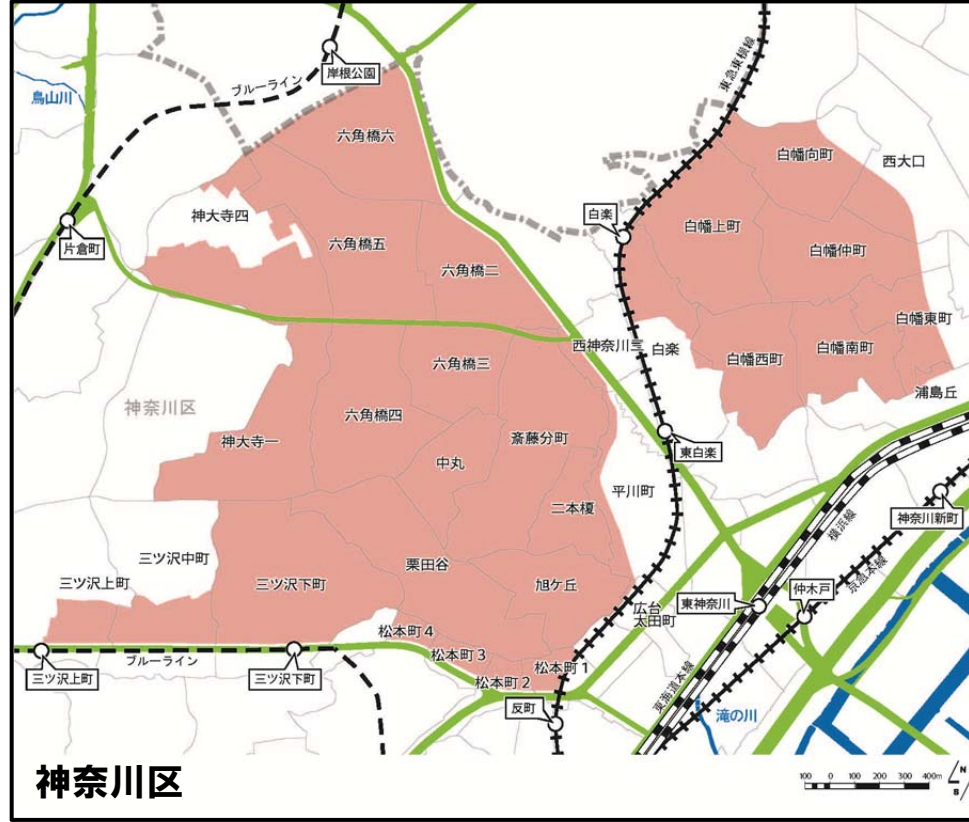 東急東横線
岸根公園
ブルーライン
鳥山川
六角橋六
白幡向町
西大口
神大寺四
白楽
白幡上町
片倉町
六角橋五
白幡仲町
六角橋二
白幡東町
西神奈川三
白楽
白幡西町
白幡南町
六角橋三
浦島丘
神奈川区
六角橋四
神大寺一
斎藤分町
東白楽
中丸
平川町
二本榎
神奈川新町
横浜線
三ツ沢中町
三ツ沢上町
三ツ沢下町
栗田谷
旭ケ丘
京急本線
仲木戸
東神奈川
広台
太田町
松本町4
松本町3
松本町1
ブルーライン
三ツ沢上町
三ツ沢下町
松本町2
東海道本線
反町
滝の川
神奈川区
100 0 100 200 300 400m
N
S